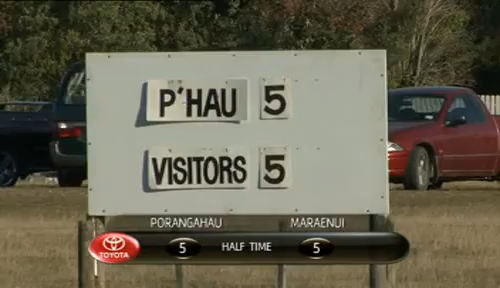 P'HAU 5
VISITORS 5
PORANGAHAU MARAENUI
TOYOTA 5 HALF TIME 5